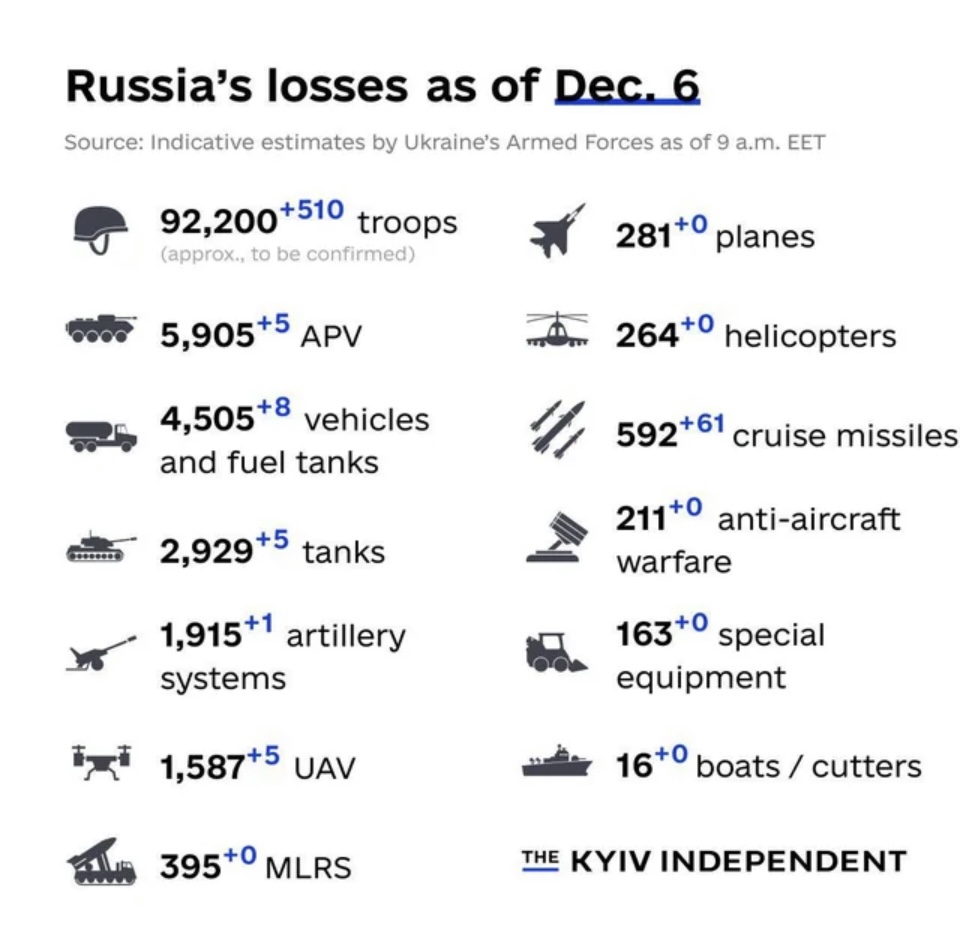 Russia's losses as of Dec. 6
Source: Indicative estimates by Ukraine's Armed Forces as of 9 a.m. EET
92,200+510 troops
(approx., to be confirmed)
5,905+5 APV
4,505+8 vehicles
and fuel tanks
2,929+5 tanks
1,915+1 artillery
systems
1,587+5 UAV
395+0 MLRS
281+0 planes
264+0 helicopters
592+61 cruise missiles
211+0 anti-aircraft
warfare
163+0 special
equipment
16+0 boats / cutters
THE KYIV INDEPENDENT